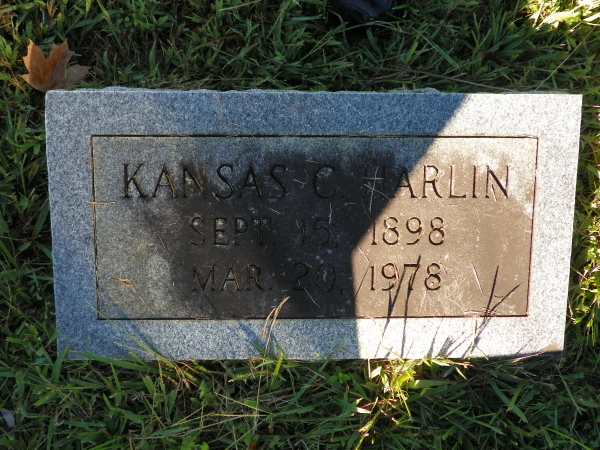 KANSAS C. HARLIN
SEPT. 15, 1898
MAR. 20, 1978